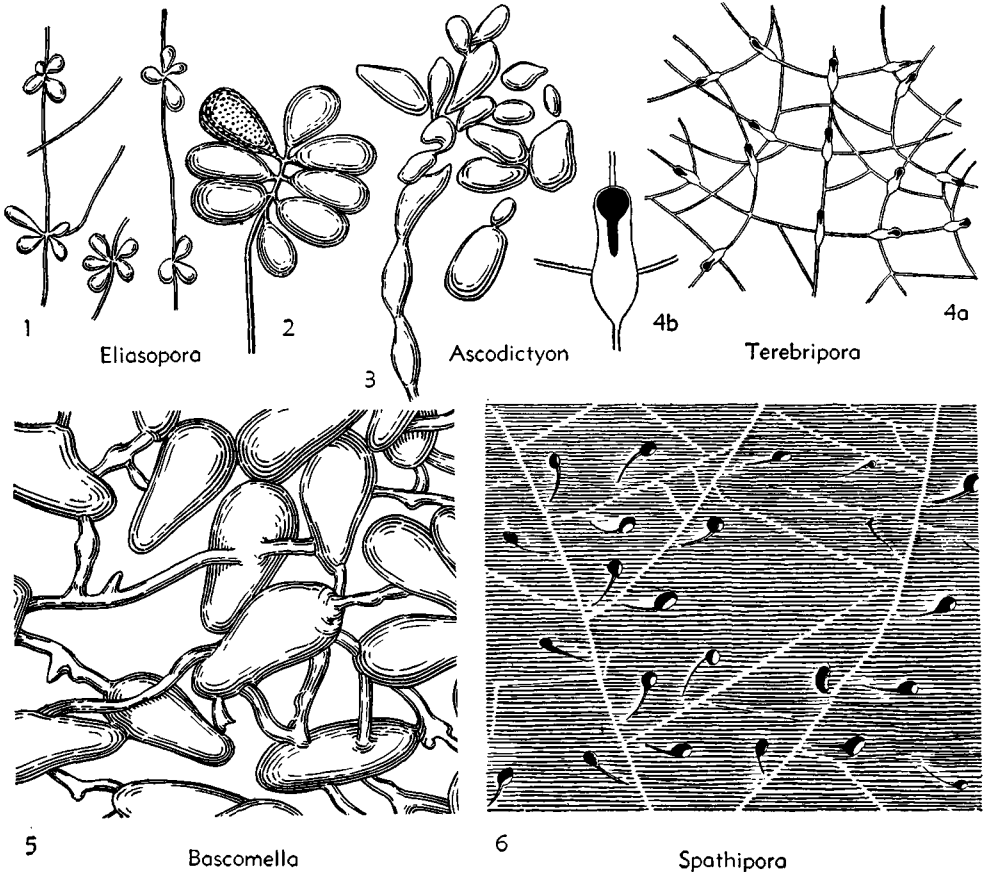 1
2
Eliasopora
3
Ascodictyon
4b
4a
Terebripora
5
Bascomella
6
Spathipora